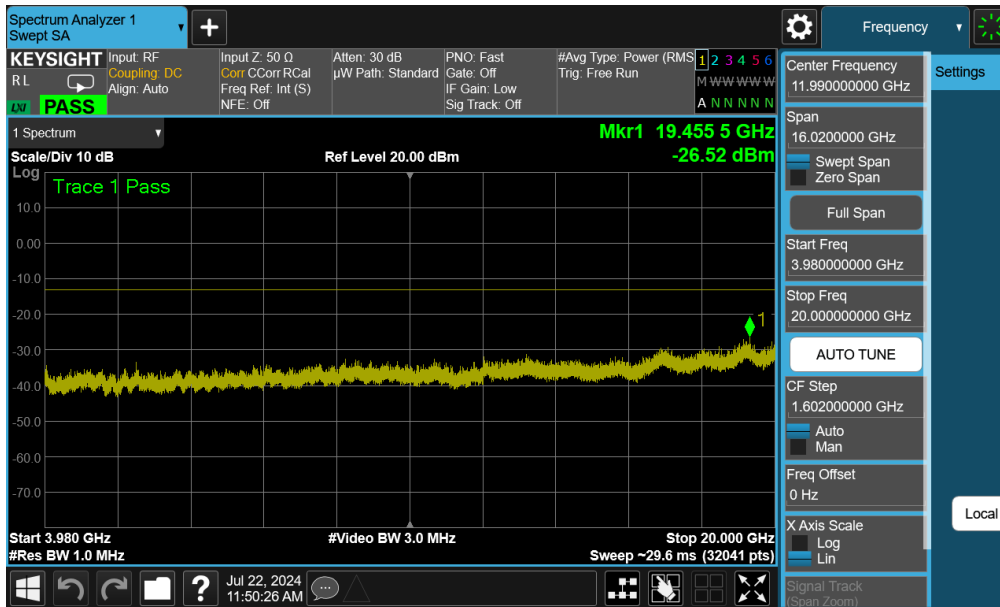 Spectrum Analyzer 1
Swept SA
Frequency
KEYSIGHT
R L
LXI PASS
Input: RF
Coupling: DC
Align: Auto
Input Z: 50 Ω
Corr CCorr RCal
Freq Ref: Int (S)
NFE: Off
Atten: 30 dB
µW Path: Standard
PNO: Fast
Gate: Off
IF Gain: Low
Sig Track: Off
#Avg Type: Power (RMS
Trig: Free Run
1 2 3 4 5 6
M W W W W W
A N N N N N
1 Spectrum
Scale/Div 10 dB
Ref Level 20.00 dBm
Mkr1 19.455 5 GHz
-26.52 dBm
Log
Trace 1 Pass
10.0
0.00
-10.0
-20.0
-30.0
-40.0
-50.0
-60.0
-70.0
1
Start 3.980 GHz
#Res BW 1.0 MHz
#Video BW 3.0 MHz
Stop 20.000 GHz
Sweep ~29.6 ms (32041 pts)
Jul 22, 2024
11:50:26 AM
Center Frequency
11.990000000 GHz
Span
16.0200000 GHz
Swept Span
Zero Span
Full Span
Start Freq
3.980000000 GHz
Stop Freq
20.000000000 GHz
AUTO TUNE
CF Step
1.602000000 GHz
Auto
Man
Freq Offset
0 Hz
X Axis Scale
Log
Lin
Signal Track
(Span Zoom)
Settings
Local